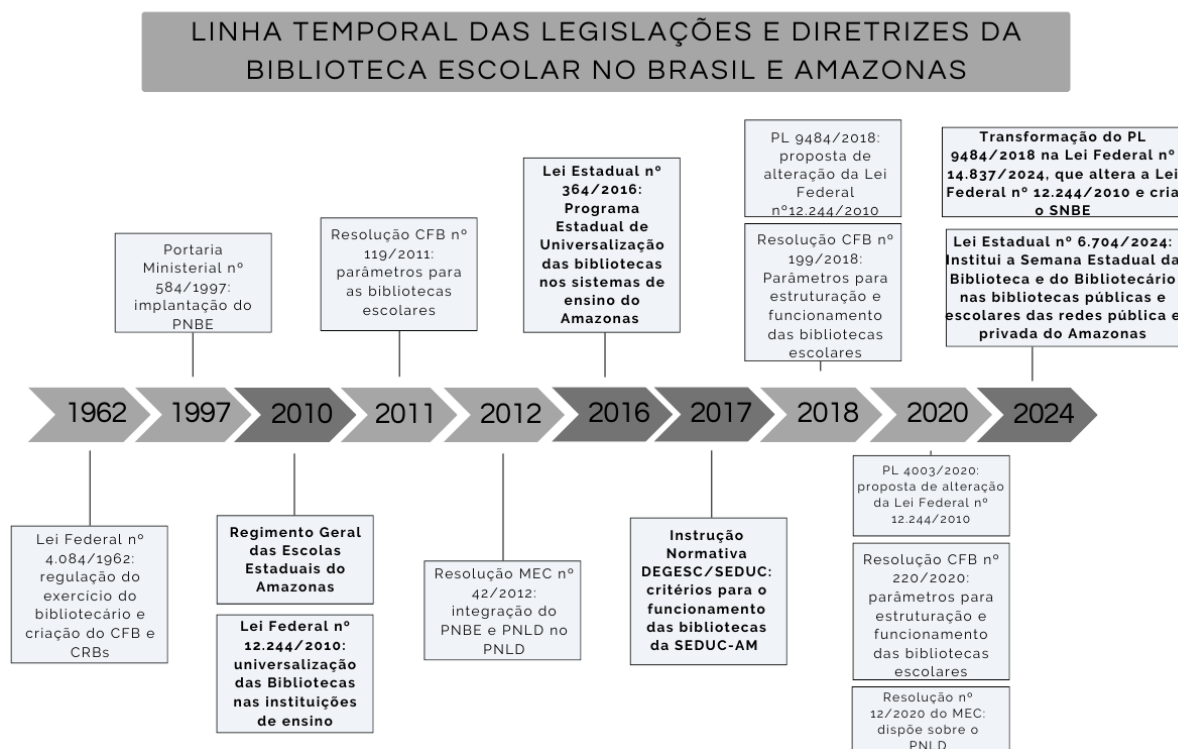 LINHA TEMPORAL DAS LEGISLAÇÕES E DIRETRIZES DA
BIBLIOTECA ESCOLAR NO BRASIL E AMAZONAS
Portaria
Ministerial nº
584/1997:
implantação do
PNBE
Resolução CFB nº
119/2011:
parâmetros para
as bibliotecas
escolares
Lei Estadual nº
364/2016:
Programa
Estadual de
Universalização
das bibliotecas
nos sistemas de
ensino do
Amazonas
PL 9484/2018:
proposta de
alteração da Lei
Federal
nº12.244/2010
Resolução CFB nº
199/2018:
Parâmetros para
estruturação e
funcionamento
das bibliotecas
escolares
Transformação do PL
9484/2018 na Lei Federal nº
14.837/2024, que altera a Lei
Federal nº 12.244/2010 e cria
o SNBE
Lei Estadual nº 6.704/2024:
Institui a Semana Estadual da
Biblioteca e do Bibliotecário
nas bibliotecas públicas e
escolares das redes pública e
privada do Amazonas
1962 1997 2010 2011 2012 2016 2017 2018 2020 2024
Lei Federal nº
4.084/1962:
regulação do
exercício do
bibliotecário e
criação do CFB e
CRBs
Regimento Geral
das Escolas
Estaduais do
Amazonas
Lei Federal nº
12.244/2010:
universalização
das Bibliotecas
nas instituições
de ensino
Resolução MEC nº
42/2012:
integração do
PNBE e PNLD no
PNLD
Instrução
Normativa
DEGESC/SEDUC:
critérios para o
funcionamento
das bibliotecas
da SEDUC-AM
PL 4003/2020:
proposta de alteração
da Lei Federal nº
12.244/2010
Resolução CFB nº
220/2020:
parâmetros para
estruturação e
funcionamento
das bibliotecas
escolares
Resolução nº
12/2020 do MEC:
dispõe sobre o
PNLD